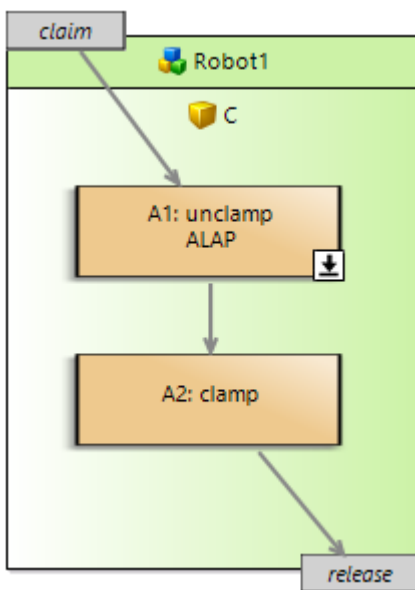 claim
Robot1
C
A1: unclamp
ALAP
A2: clamp
release